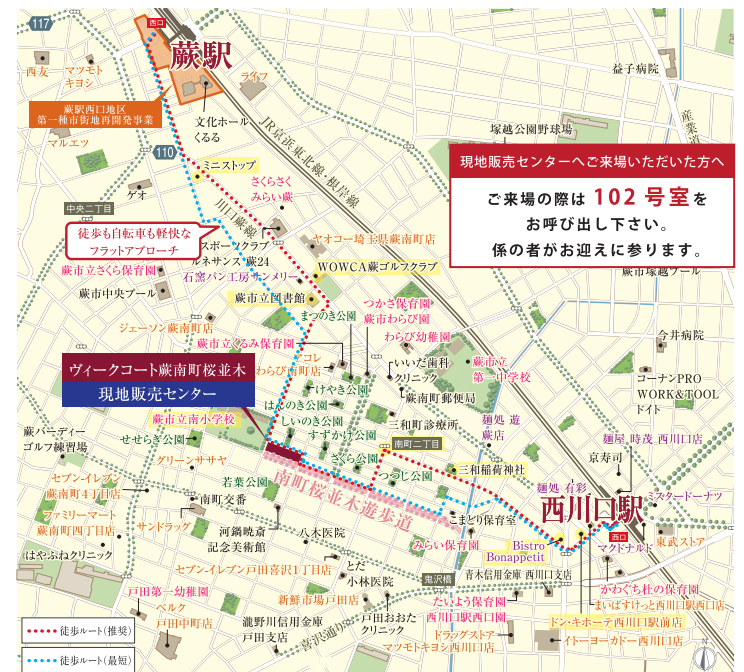 117
西口
蕨駅
西友
マツモト
キヨシ
ライフ
益子病院
産業道
蕨駅西口地区
第一種市街地再開発事業
文化ホール
くるる
JR京浜東北線・根岸線
塚越公園野球場
マルエツ
110
ミニストップ
現地販売センターへご来場いただいた方へ
ご来場の際は 102 号室を
お呼び出し下さい。
係の者がお迎えに参ります。
さくらさく
みらい蕨
ゲオ
川口蕨線
中央二丁目
徒歩も自転車も軽快な
フラットアプローチ
ヤオコー埼玉県蕨南町店
スポーツクラブ
ルネサンス 蕨24
蕨市立さくら保育園
石窯パン工房サンメリー
WOWCA蕨ゴルフクラブ
蕨市塚越プール
蕨市中央プール
蕨市立図書館
つかさ保育園
蕨市わらび園
まつのき公園
ジェーソン蕨南町店
わらび幼稚園
今井病院
蕨市立くるみ保育園
アコレ
わらび南町店
いいだ歯科
クリニック
蕨市立
第一中学校
ヴィークコート蕨南町桜並木
現地販売センター
コーナンPRO
WORK&TOOL
ドイト
けやき公園
蕨南町郵便局
はんのき公園
蕨市立南小学校
しいのき公園
三和町診療所
麺処 遊
蕨店
蕨バーディー
ゴルフ練習場
せせらぎ公園
すずかけ公園
南町二丁目
麺屋 時茂 西川口店
グリーンササヤ
さくら公園
京寿司
セブン-イレブン
蕨南町4丁目店
若葉公園
つつじ公園
三和稲荷神社
麺処 有彩
南町桜並木遊歩道
南町交番
西川口駅
ミスタードーナツ
ファミリーマート
蕨南町四丁目店
サンドラッグ
河鍋暁斎
記念美術館
八木医院
こまどり保育室
西口
東武ストア
はやふねクリニック
みらい保育園
Bistro
Bonappetit
マクドナルド
とだ
小林医院
セブン-イレブン戸田喜沢1丁目店
鬼沢橋
青木信用金庫 西川口支店
かわぐち杜の保育園
戸田第一幼稚園
新鮮市場戸田店
たいよう保育園
西川口駅西口園
まいばすけっと西川口駅西口店
ベルク
戸田中町店
瀧野川信用金庫
戸田支店
戸田おおた
クリニック
ドン・キホーテ西川口駅前店
喜沢通り
ドラッグストア
マツモトキヨシ西川口店
イトーヨーカドー西川口店
徒歩ルート(推奨)
徒歩ルート(最短)